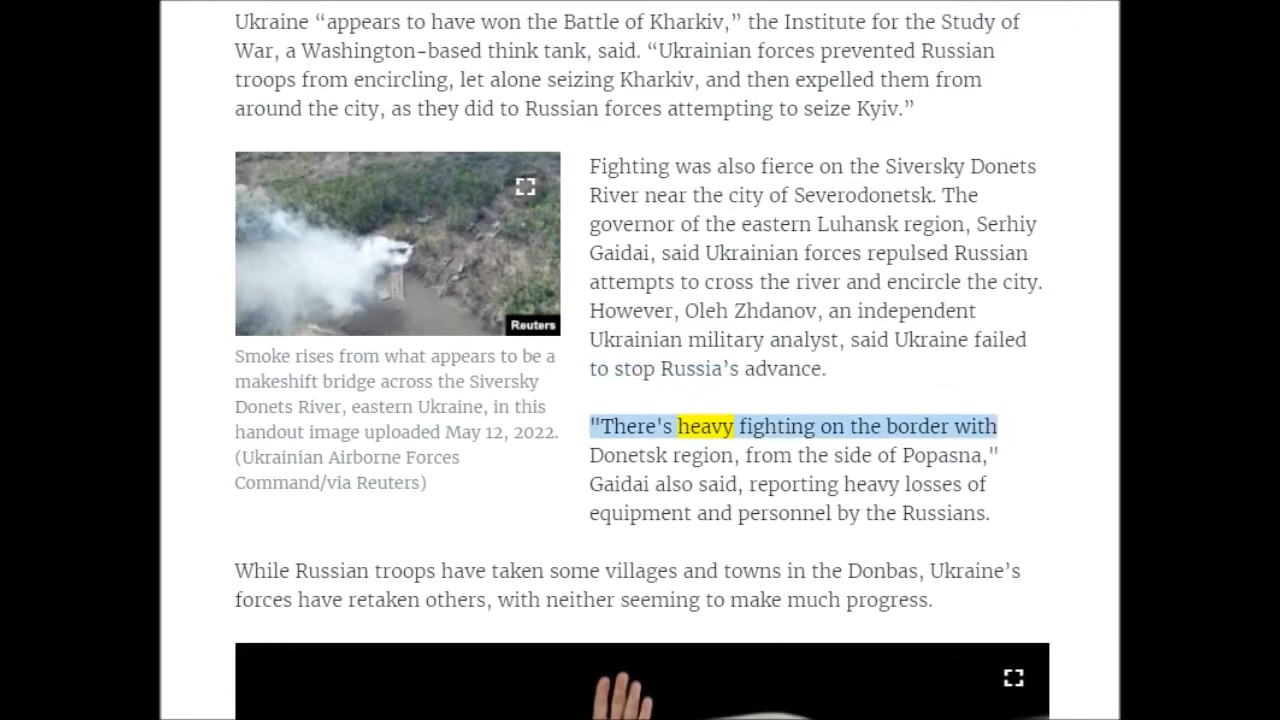 Ukraine “appears to have won the Battle of Kharkiv,” the Institute for the Study of
War, a Washington-based think tank, said. “Ukrainian forces prevented Russian
troops from encircling, let alone seizing Kharkiv, and then expelled them from
around the city, as they did to Russian forces attempting to seize Kyiv.”
Reuters
Smoke rises from what appears to be a
makeshift bridge across the Siversky
Donets River, eastern Ukraine, in this
handout image uploaded May 12, 2022.
(Ukrainian Airborne Forces
Command/via Reuters)
Fighting was also fierce on the Siversky Donets
River near the city of Severodonetsk. The
governor of the eastern Luhansk region, Serhiy
Gaidai, said Ukrainian forces repulsed Russian
attempts to cross the river and encircle the city.
However, Oleh Zhdanov, an independent
Ukrainian military analyst, said Ukraine failed
to stop Russia’s advance.
"There's heavy fighting on the border with
Donetsk region, from the side of Popasna,"
Gaidai also said, reporting heavy losses of
equipment and personnel by the Russians.
While Russian troops have taken some villages and towns in the Donbas, Ukraine’s
forces have retaken others, with neither seeming to make much progress.